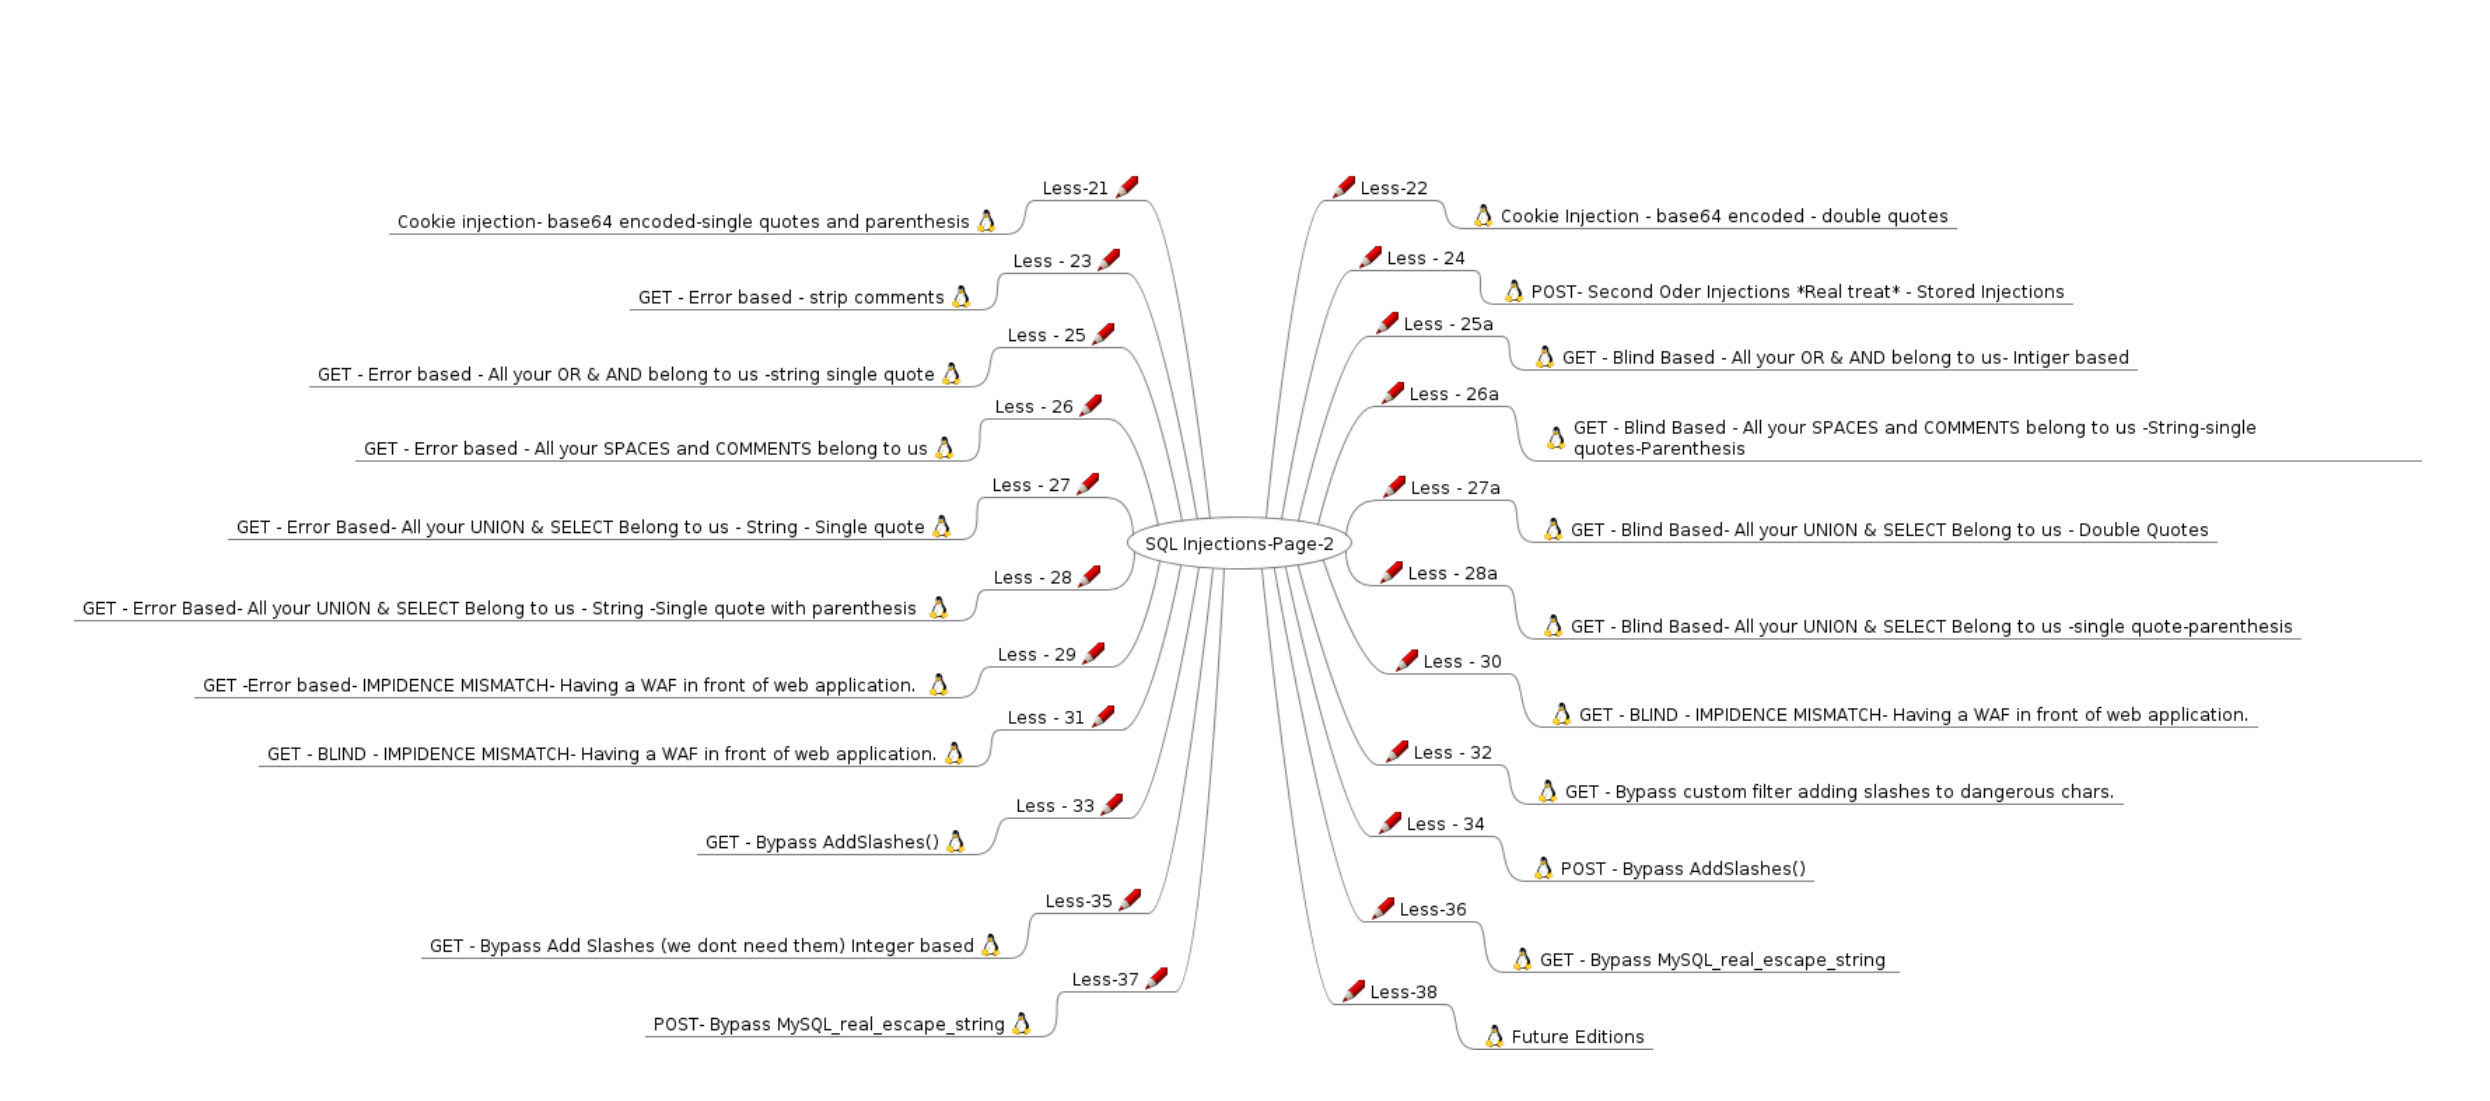 Less-21
Cookie injection- base64 encoded-single quotes and parenthesis
Less - 23
GET - Error based - strip comments
Less - 25
GET - Error based - All your OR & AND belong to us -string single quote
Less - 26
GET - Error based - All your SPACES and COMMENTS belong to us
Less - 27
GET - Error Based- All your UNION & SELECT Belong to us - String - Single quote
Less - 28
GET - Error Based- All your UNION & SELECT Belong to us - String -Single quote with parenthesis
Less - 29
GET -Error based- IMPIDENCE MISMATCH- Having a WAF in front of web application.
Less - 31
GET - BLIND - IMPIDENCE MISMATCH- Having a WAF in front of web application.
Less - 33
GET - Bypass AddSlashes()
Less-35
GET - Bypass Add Slashes (we dont need them) Integer based
Less-37
POST- Bypass MySQL_real_escape_string
SQL Injections-Page-2
Less-22
Cookie Injection - base64 encoded - double quotes
Less - 24
POST- Second Oder Injections *Real treat* - Stored Injections
Less - 25a
GET - Blind Based - All your OR & AND belong to us- Intiger based
Less - 26a
GET - Blind Based - All your SPACES and COMMENTS belong to us -String-single
quotes-Parenthesis
Less - 27a
GET - Blind Based- All your UNION & SELECT Belong to us - Double Quotes
Less - 28a
GET - Blind Based- All your UNION & SELECT Belong to us -single quote-parenthesis
Less - 30
GET - BLIND - IMPIDENCE MISMATCH- Having a WAF in front of web application.
Less - 32
GET - Bypass custom filter adding slashes to dangerous chars.
Less - 34
POST - Bypass AddSlashes()
Less-36
GET - Bypass MySQL_real_escape_string
Less-38
Future Editions